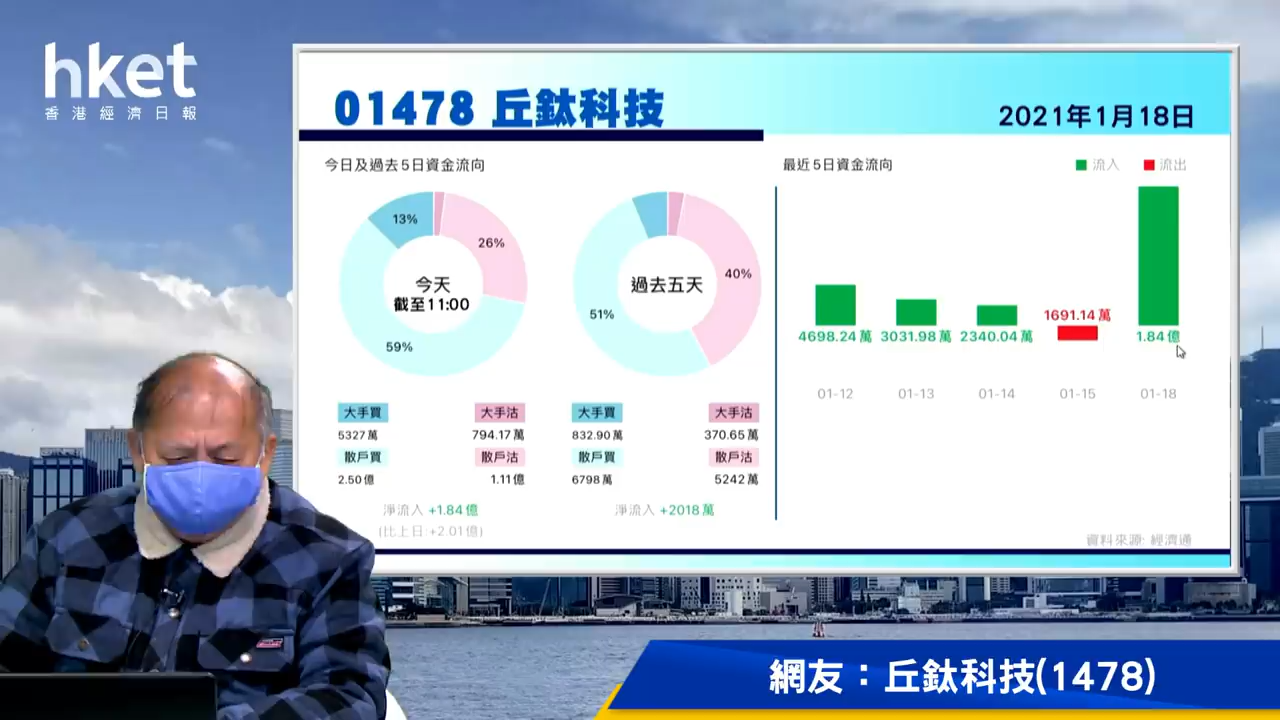 hket
香港經濟日報
01478 丘鈦科技
2021年1月18日
今日及過去5日資金流向
最近5日資金流向
流入
流出
13%
26%
59%
今天
截至11:00
40%
51%
過去五天
大手買
大手沽
5327萬
794.17萬
散戶買
散戶沽
2.50億
1.11億
淨流入 +1.84億
(比上日:+2.01億)
大手買
大手沽
832.90萬
370.65萬
散戶買
散戶沽
6798萬
5242萬
淨流入 +2018萬
4698.24萬
3031.98萬
2340.04萬
1691.14萬
1.84億
01-12
01-13
01-14
01-15
01-18
資料來源: 經濟通
網友：丘鈦科技(1478)